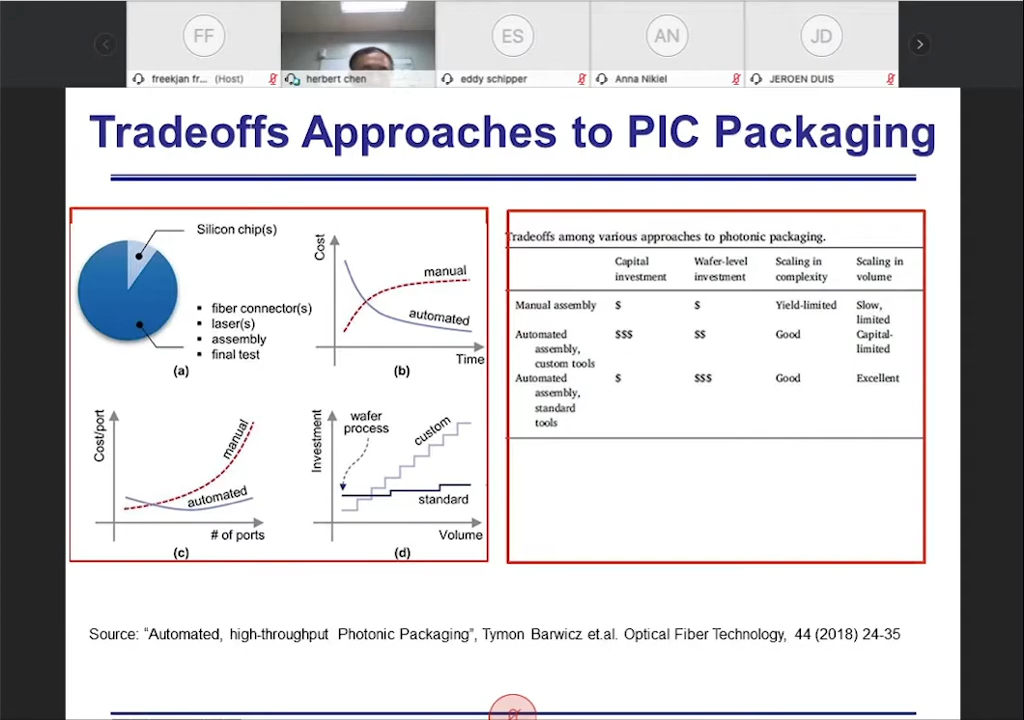 FF
ES
AN
JD
freekjan fr... (Host)
herbert chen
eddy schipper
Anna Nikiel
JEROEN DUIS
Tradeoffs Approaches to PIC Packaging
Silicon chip(s)
▪ fiber connector(s)
▪ laser(s)
▪ assembly
▪ final test
(a)
Cost
manual
automated
Time
(b)
Cost/port
manual
automated
# of ports
(c)
Investment
wafer
process
custom
standard
Volume
(d)
Tradeoffs among various approaches to photonic packaging.
Capital Wafer-level Scaling in Scaling in
investment investment complexity volume
Manual assembly $ $ Yield-limited Slow,
limited
Automated $$$ $$ Good Capital-
assembly, limited
custom tools
Automated $ $$$ Good Excellent
assembly,
standard
tools
Source: “Automated, high-throughput Photonic Packaging”, Tymon Barwicz et.al. Optical Fiber Technology, 44 (2018) 24-35